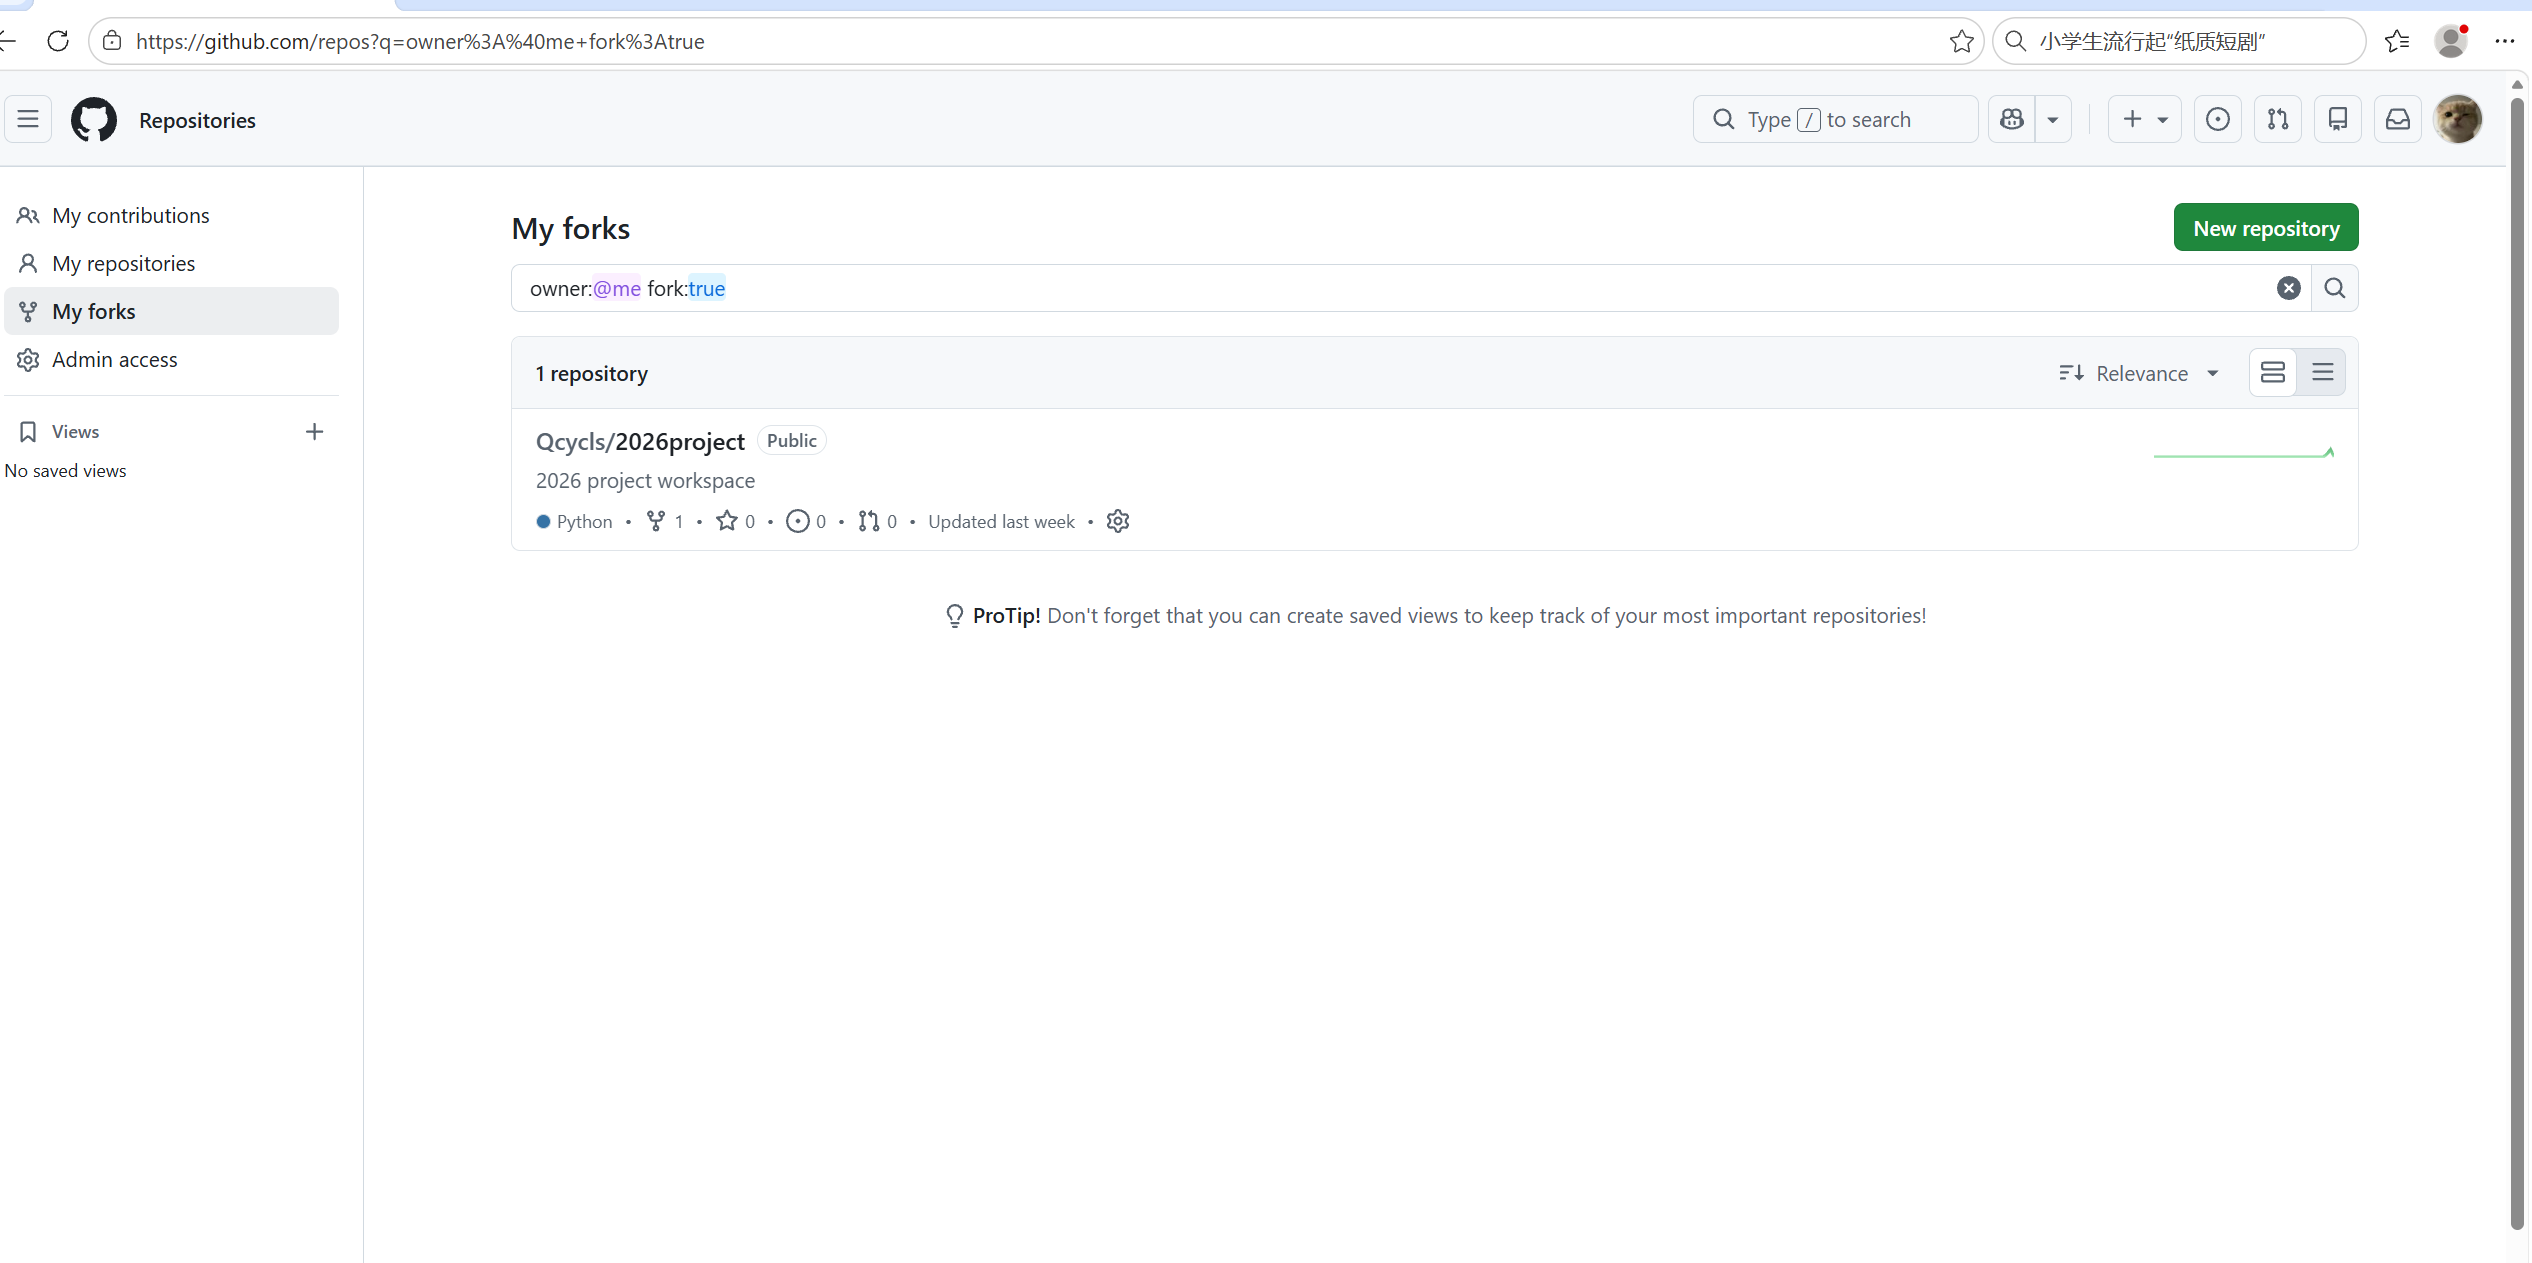 https://github.com/repos?q=owner%3A%40me+fork%3Atrue
小学生流行起“纸质短剧”
Repositories
Type / to search
My contributions
My repositories
My forks
Admin access
Views
No saved views
My forks
New repository
owner:@me fork:true
1 repository
Relevance
Qcycls/2026project Public
2026 project workspace
Python • 1 • 0 • 0 • 0 • Updated last week •
ProTip! Don't forget that you can create saved views to keep track of your most important repositories!